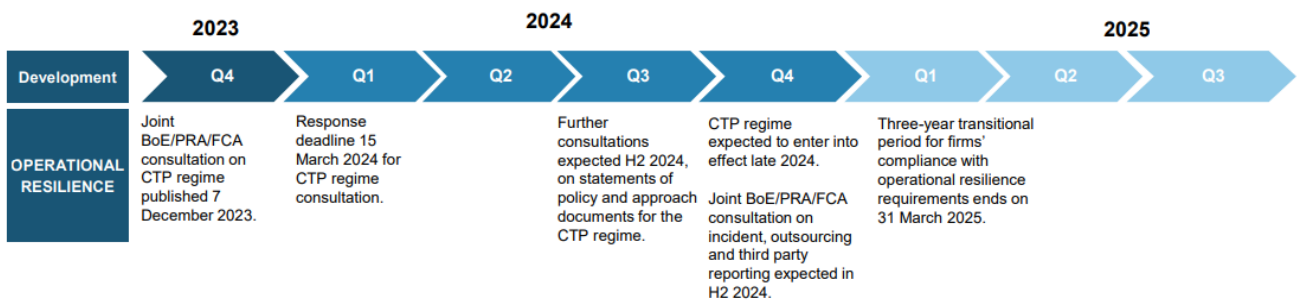 2023
2024
2025
Development
Q4
Q1
Q2
Q3
Q4
Q1
Q2
Q3
OPERATIONAL
RESILIENCE
Joint
BoE/PRA/FCA
consultation on
CTP regime
published 7
December 2023.
Response
deadline 15
March 2024 for
CTP regime
consultation.
Further
consultations
expected H2 2024,
on statements of
policy and approach
documents for the
CTP regime.
CTP regime
expected to enter into
effect late 2024.
Joint BoE/PRA/FCA
consultation on
incident, outsourcing
and third party
reporting expected in
H2 2024.
Three-year transitional
period for firms'
compliance with
operational resilience
requirements ends on
31 March 2025.